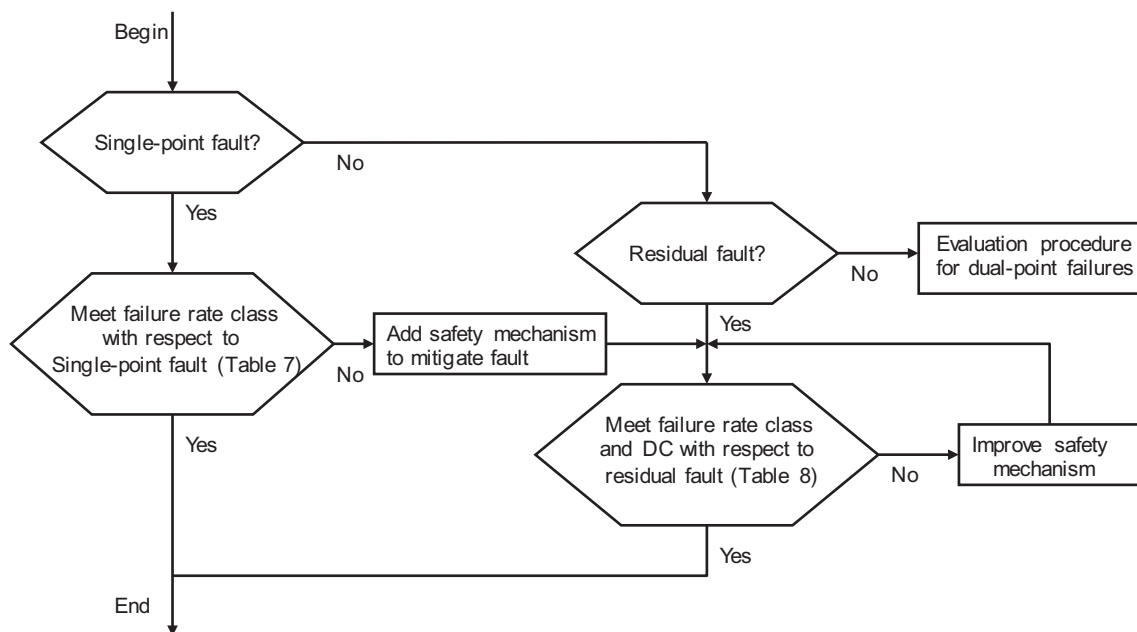 Begin
Single-point fault?
No
Yes
Residual fault?
No
Evaluation procedure
for dual-point failures
Yes
Meet failure rate class
with respect to
Single-point fault (Table 7)
No
Add safety mechanism
to mitigate fault
Yes
Meet failure rate class
and DC with respect to
residual fault (Table 8)
No
Improve safety
mechanism
Yes
End